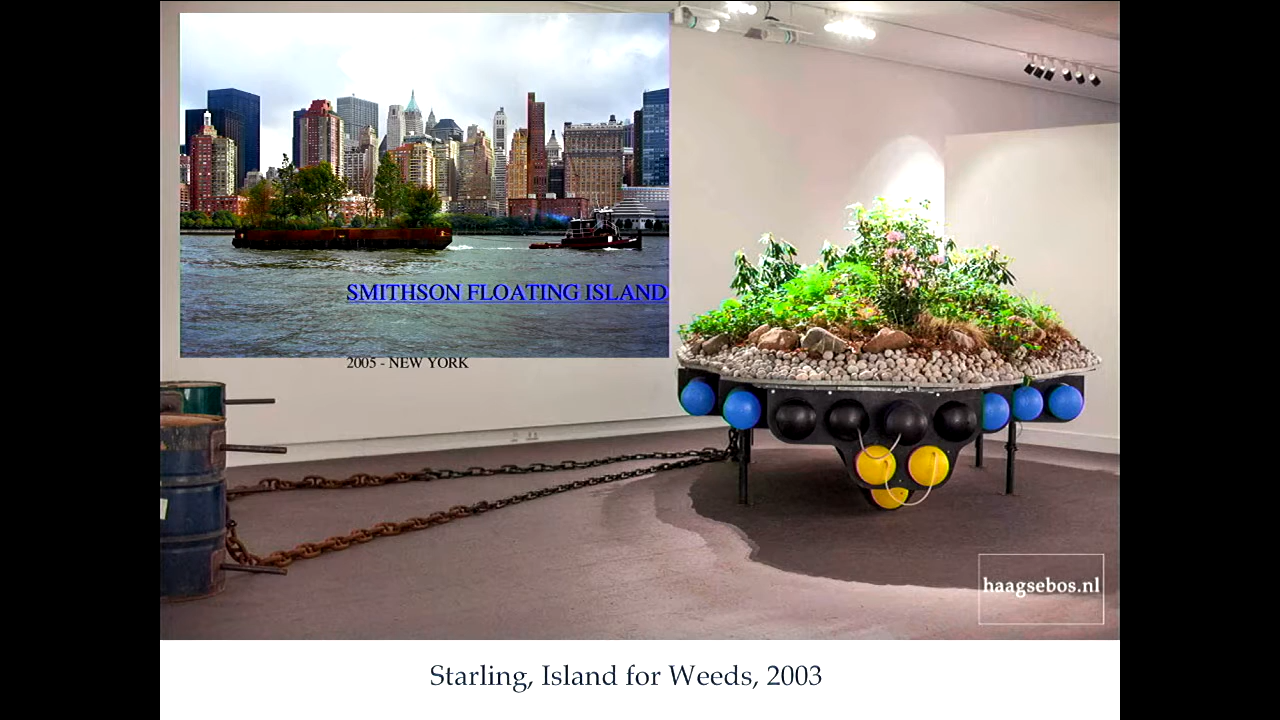 SMITHSON FLOATING ISLAND
2005 - NEW YORK
haagsebos.nl
Starling, Island for Weeds, 2003